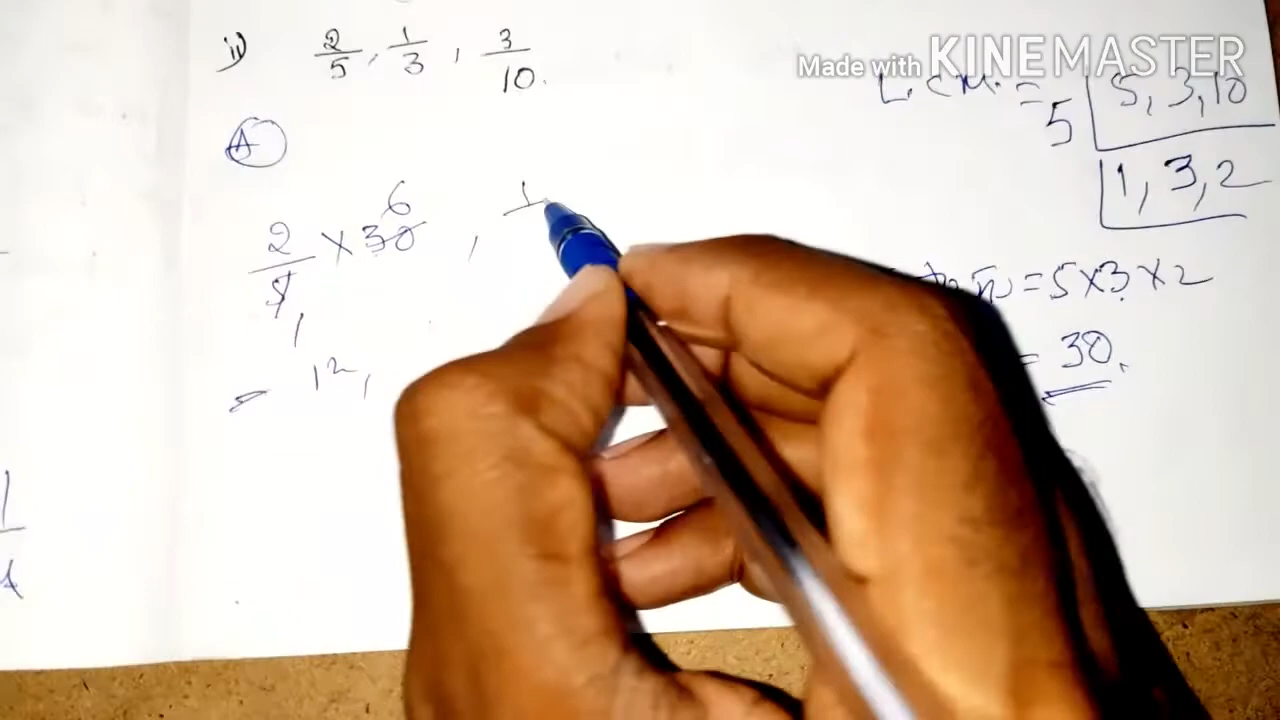 ii) 2/5, 1/3, 3/10.
Made with KINEMASTER
L.C.M. = 5 | 5, 3, 10
1, 3, 2
A
2/5 × 30 6 , 1
1
= 5×3×2
= 30.
= 12,